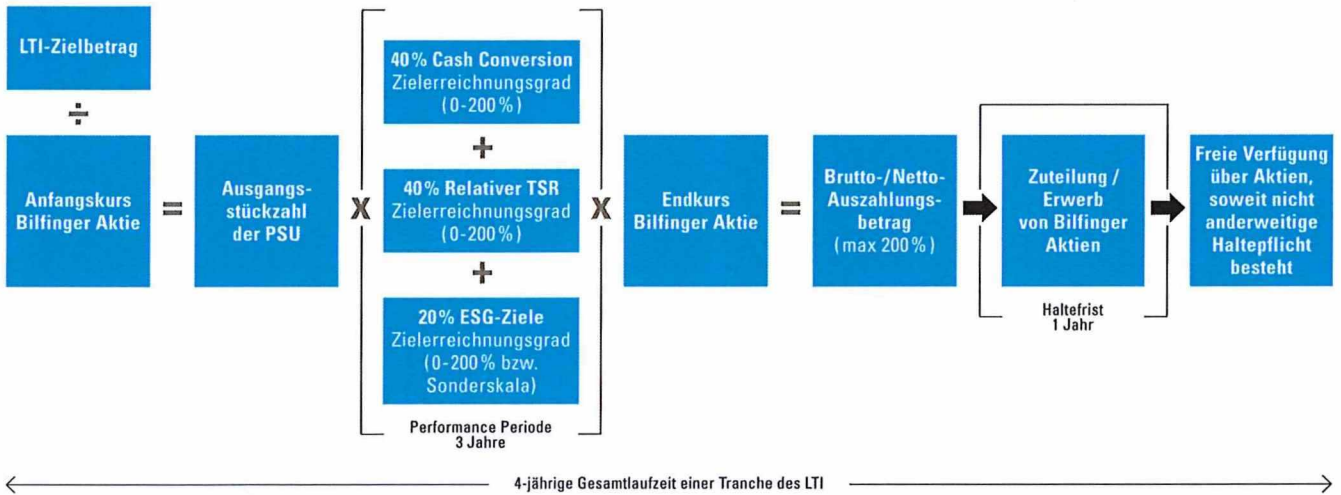 LTI-Zielbetrag
÷
Anfangskurs
Bilfinger Aktie
=
Ausgangs-
stückzahl
der PSU
X
40% Cash Conversion
Zielerreichnungsgrad
(0-200%)
+
40% Relativer TSR
Zielerreichnungsgrad
(0-200%)
+
20% ESG-Ziele
Zielerreichnungsgrad
(0-200% bzw.
Sonderskala)
Performance Periode
3 Jahre
X
Endkurs
Bilfinger Aktie
=
Brutto-/Netto-
Auszahlungs-
betrag
(max 200%)
Zuteilung /
Erwerb
von Bilfinger
Aktien
Haltefrist
1 Jahr
Freie Verfügung
über Aktien,
soweit nicht
anderweitige
Haltepflicht
besteht
4-jährige Gesamtlaufzeit einer Tranche des LTI